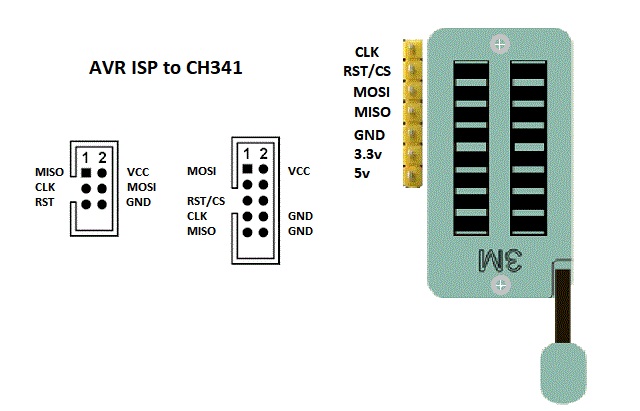 AVR ISP to CH341
1 2
MISO VCC
CLK MOSI
RST GND
1 2
MOSI VCC
RST/CS
CLK GND
MISO GND
CLK
RST/CS
MOSI
MISO
GND
3.3v
5v
3M